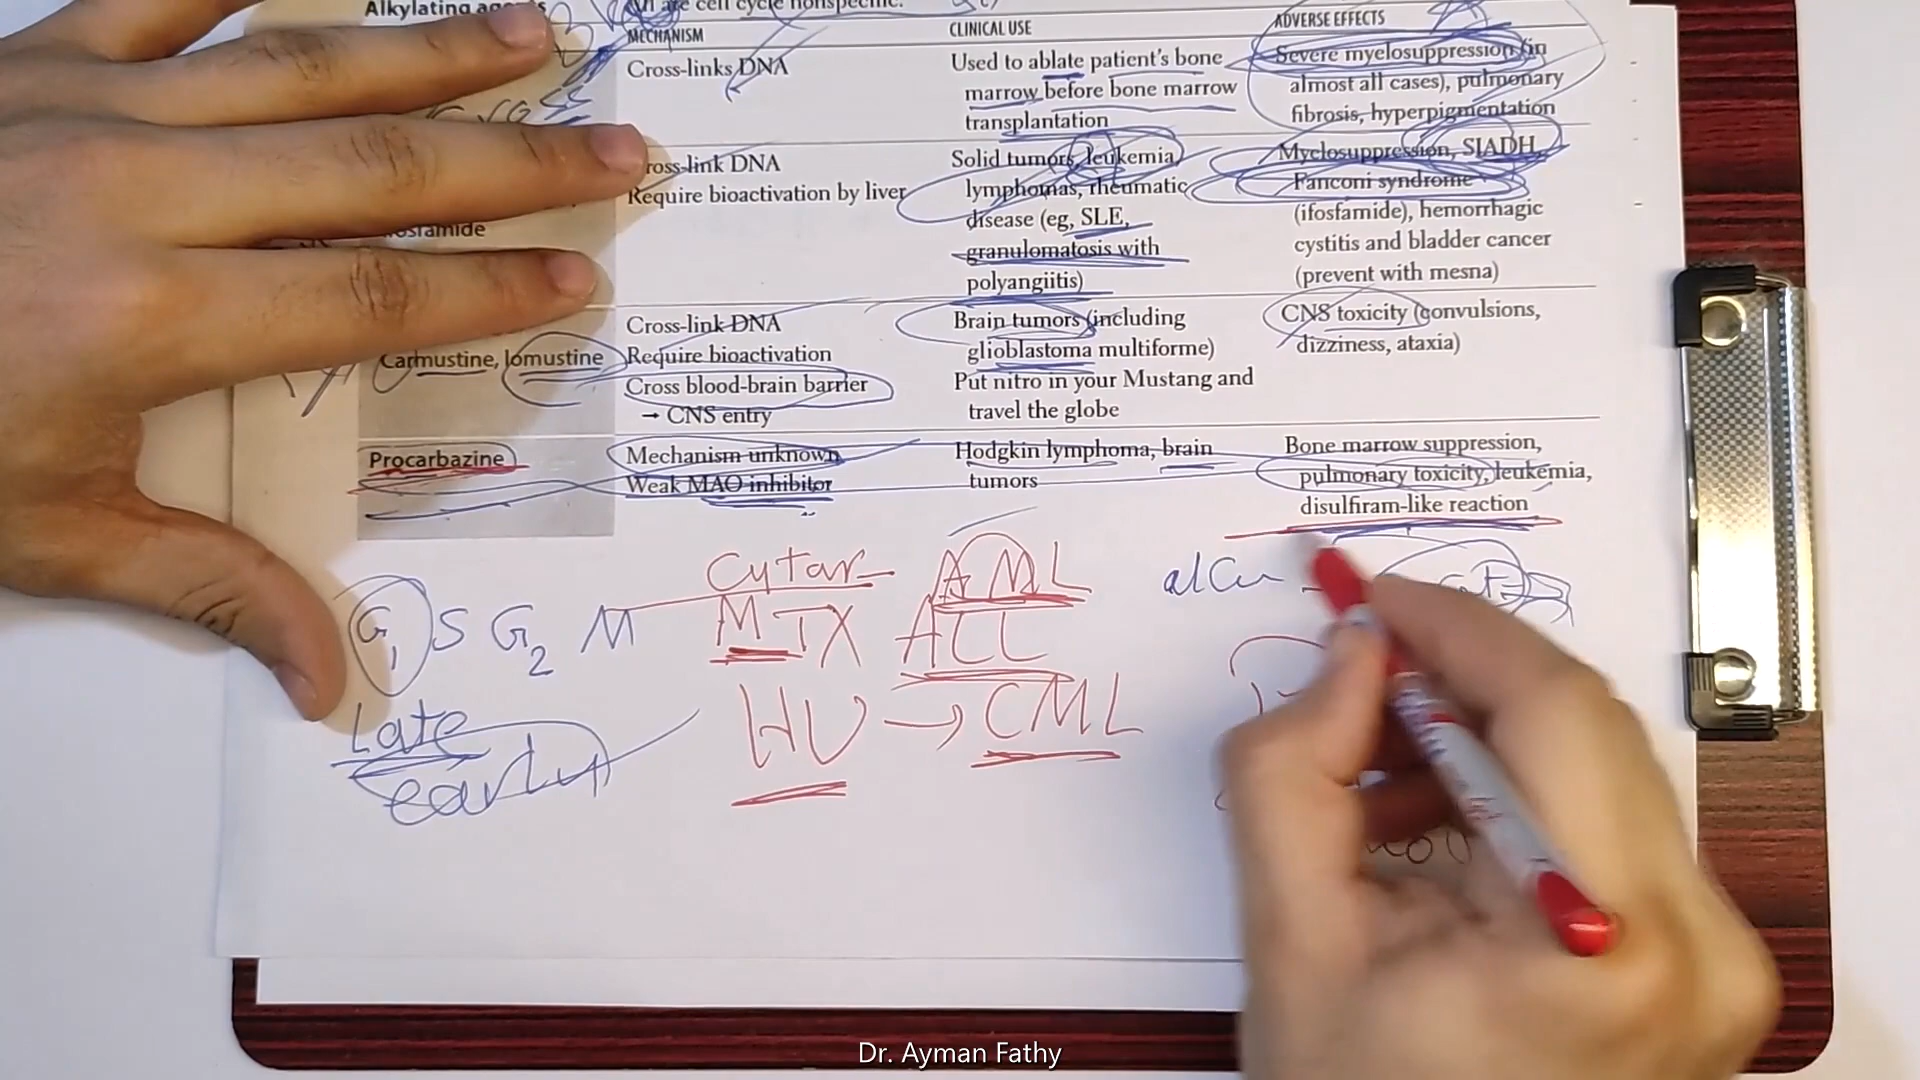 Alkylating
All are cell cycle nonspecific.
MECHANISM
CLINICAL USE
ADVERSE EFFECTS
Cross-links DNA
Used to ablate patient's bone
marrow before bone marrow
transplantation
Severe myelosuppression (in
almost all cases), pulmonary
fibrosis, hyperpigmentation
ross-link DNA
Require bioactivation by liver
Solid tumors, leukemia,
lymphomas, rheumatic
disease (eg, SLE,
granulomatosis with
polyangiitis)
Myelosuppression, SIADH,
Fanconi syndrome
(ifosfamide), hemorrhagic
cystitis and bladder cancer
(prevent with mesna)
Carmustine, lomustine
Cross-link DNA
Require bioactivation
Cross blood-brain barrier
→ CNS entry
Brain tumors (including
glioblastoma multiforme)
Put nitro in your Mustang and
travel the globe
CNS toxicity (convulsions,
dizziness, ataxia)
Procarbazine
Mechanism unknown
Weak MAO inhibitor
Hodgkin lymphoma, brain
tumors
Bone marrow suppression,
pulmonary toxicity, leukemia,
disulfiram-like reaction
G1 S G2 M
Late
early
Cytar
AML
MTX ALL
HU → CML
Dr. Ayman Fathy